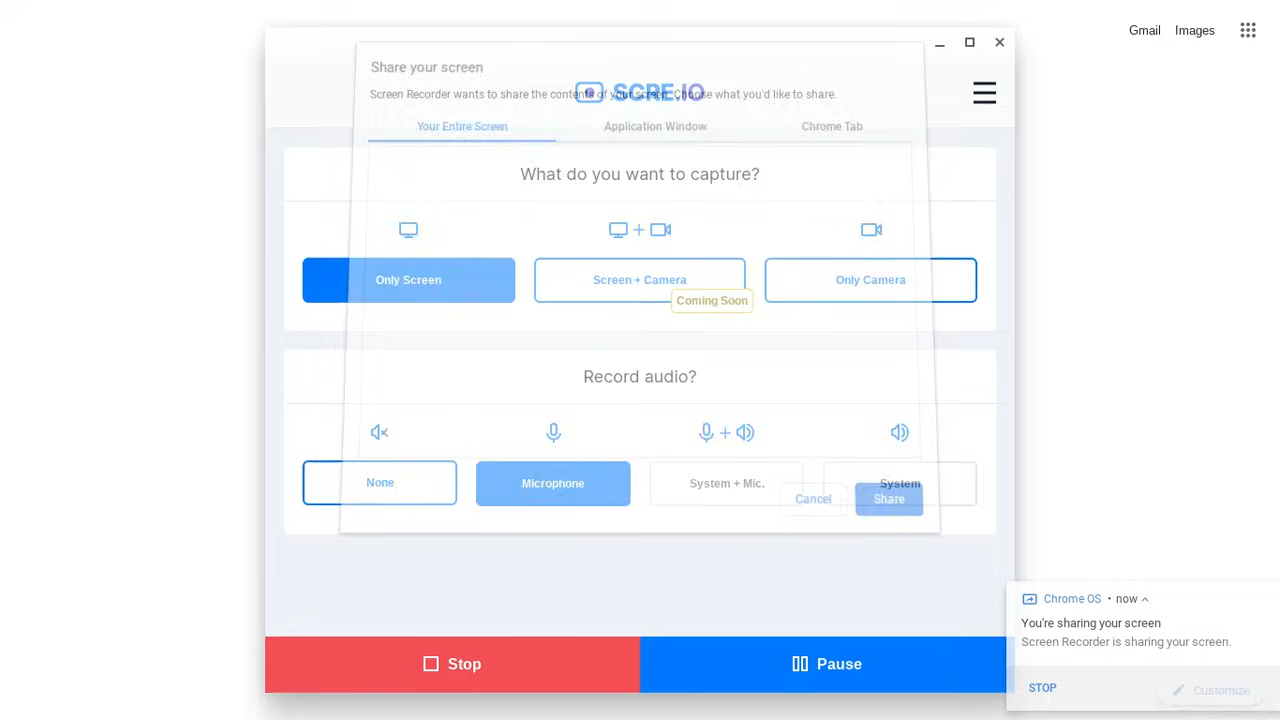 Gmail Images
Share your screen
SCRE.IO
Screen Recorder wants to share the contents of your screen. Choose what you'd like to share.
Your Entire Screen Application Window Chrome Tab
What do you want to capture?
Only Screen Screen + Camera Only Camera
Coming Soon
Record audio?
None Microphone System + Mic. System
Cancel Share
Chrome OS • now
You're sharing your screen
Screen Recorder is sharing your screen.
STOP Customize
Stop Pause